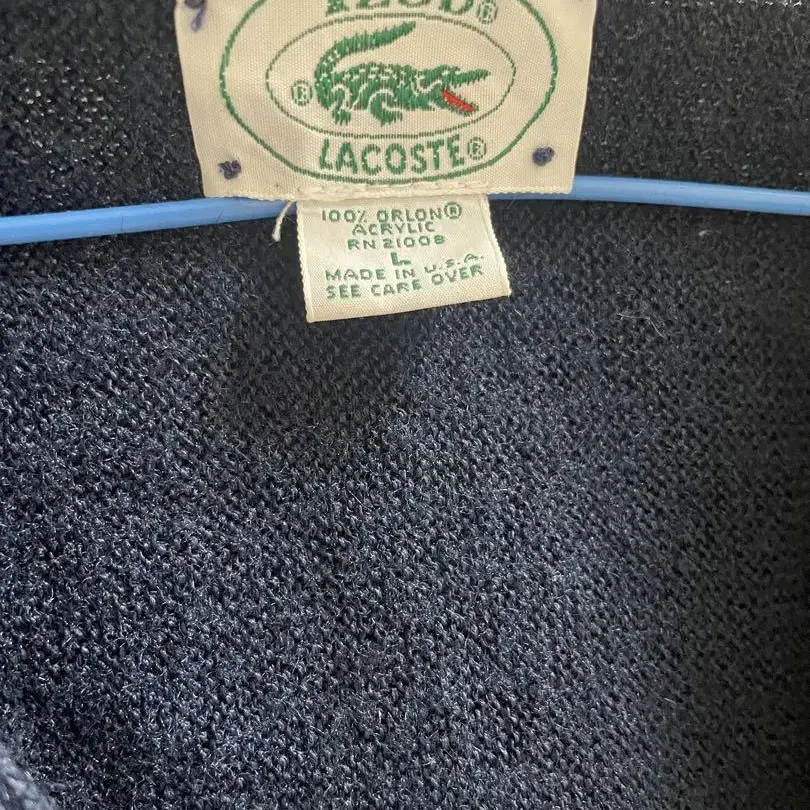 IZOD®
®
LACOSTE®
100% ORLON®
ACRYLIC
RN 21008
L
MADE IN U.S.A.
SEE CARE OVER